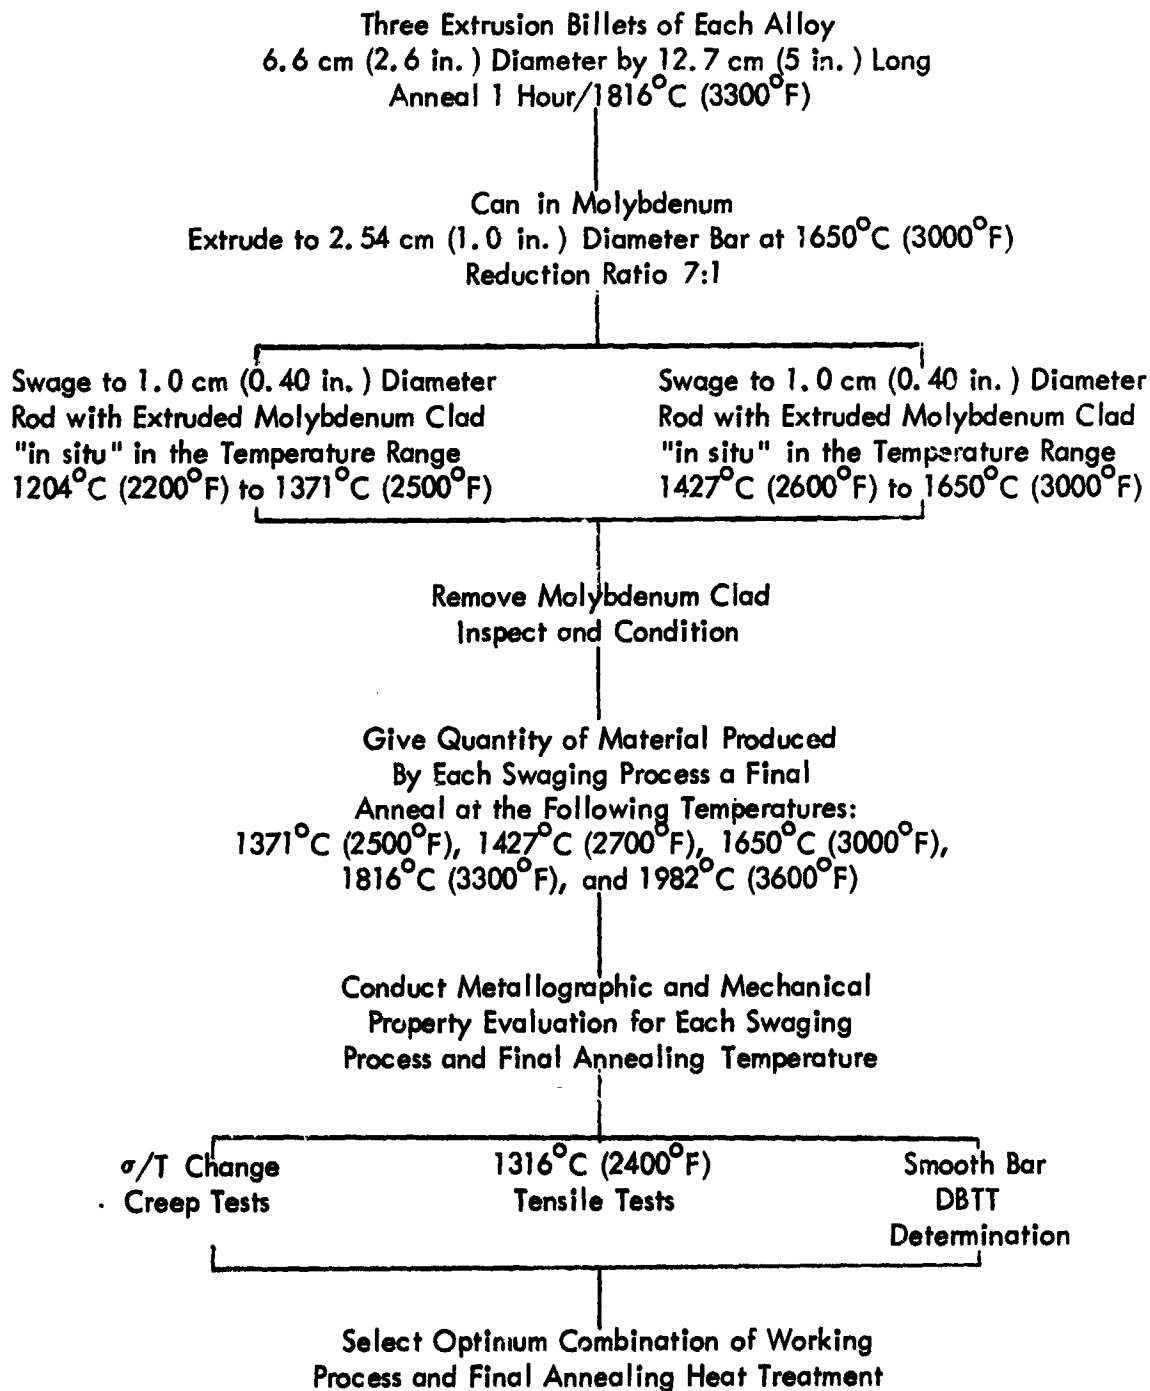 Three Extrusion Billets of Each Alloy
6.6 cm (2.6 in.) Diameter by 12.7 cm (5 in.) Long
Anneal 1 Hour/1816°C (3300°F)
Can in Molybdenum
Extrude to 2.54 cm (1.0 in.) Diameter Bar at 1650°C (3000°F)
Reduction Ratio 7:1
Swage to 1.0 cm (0.40 in.) Diameter
Rod with Extruded Molybdenum Clad
"in situ" in the Temperature Range
1204°C (2200°F) to 1371°C (2500°F)
Swage to 1.0 cm (0.40 in.) Diameter
Rod with Extruded Molybdenum Clad
"in situ" in the Temperature Range
1427°C (2600°F) to 1650°C (3000°F)
Remove Molybdenum Clad
Inspect and Condition
Give Quantity of Material Produced
By Each Swaging Process a Final
Anneal at the Following Temperatures:
1371°C (2500°F), 1427°C (2700°F), 1650°C (3000°F),
1816°C (3300°F), and 1982°C (3600°F)
Conduct Metallographic and Mechanical
Property Evaluation for Each Swaging
Process and Final Annealing Temperature
σ/T Change
Creep Tests
1316°C (2400°F)
Tensile Tests
Smooth Bar
DBTT
Determination
Select Optimum Combination of Working
Process and Final Annealing Heat Treatment